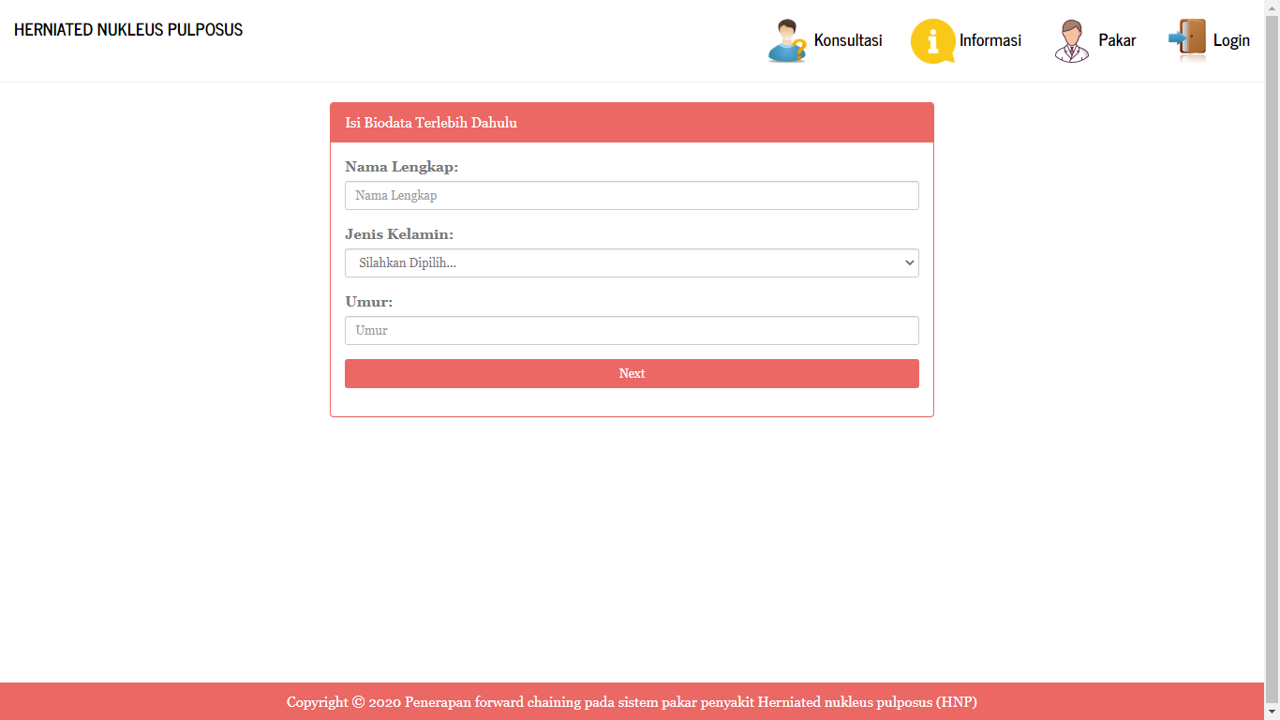 HERNIATED NUKLEUS PULPOSUS
Konsultasi
Informasi
Pakar
Login
Isi Biodata Terlebih Dahulu
Nama Lengkap:
Nama Lengkap
Jenis Kelamin:
Silahkan Dipilih...
Umur:
Umur
Next
Copyright © 2020 Penerapan forward chaining pada sistem pakar penyakit Herniated nukleus pulposus (HNP)